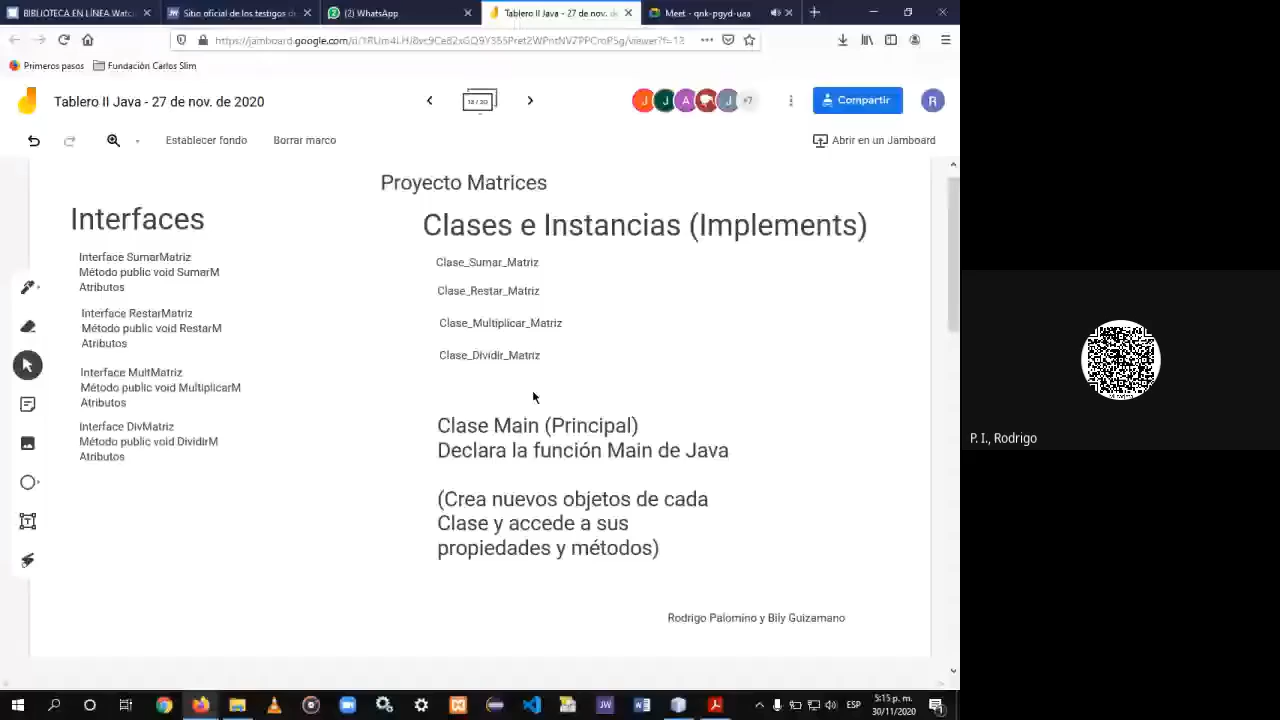 BIBLIOTECA EN LÍNEA Watc
Sitio oficial de los testigos d
(2) WhatsApp
Tablero II Java - 27 de nov. de
Meet - qnk-pgyd-uaa
Primeros pasos
Fundación Carlos Slim
Tablero II Java - 27 de nov. de 2020
+7
Compartir
R
Establecer fondo
Borrar marco
Abrir en un Jamboard
Proyecto Matrices
Interfaces
Interface SumarMatriz
Método public void SumarM
Atributos
Interface RestarMatriz
Método public void RestarM
Atributos
Interface MultMatriz
Método public void MultiplicarM
Atributos
Interface DivMatriz
Método public void DividirM
Atributos
Clases e Instancias (Implements)
Clase_Sumar_Matriz
Clase_Restar_Matriz
Clase_Multiplicar_Matriz
Clase_Dividir_Matriz
Clase Main (Principal)
Declara la función Main de Java
(Crea nuevos objetos de cada
Clase y accede a sus
propiedades y métodos)
Rodrigo Palomino y Bily Guizamano
P. I., Rodrigo
ESP
5:15 p. m.
30/11/2020